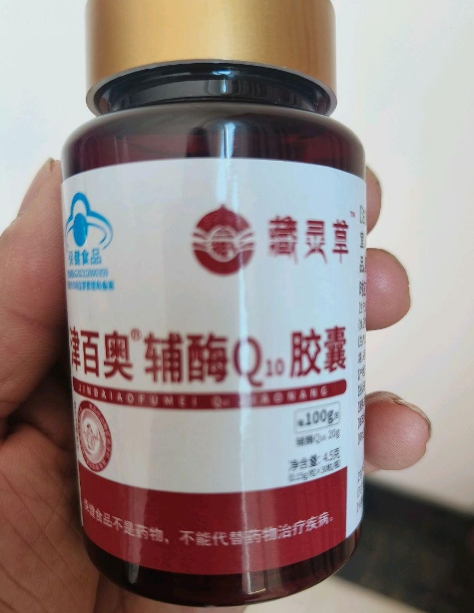 藏灵草
保健食品
津百奥® 辅酶Q10 胶囊
JINBAIAOFUMEI Q10 JIAONANG
每100g含
辅酶Q10 20g
净含量: 4.5克
保健食品不是药物，不能代替药物治疗疾病。